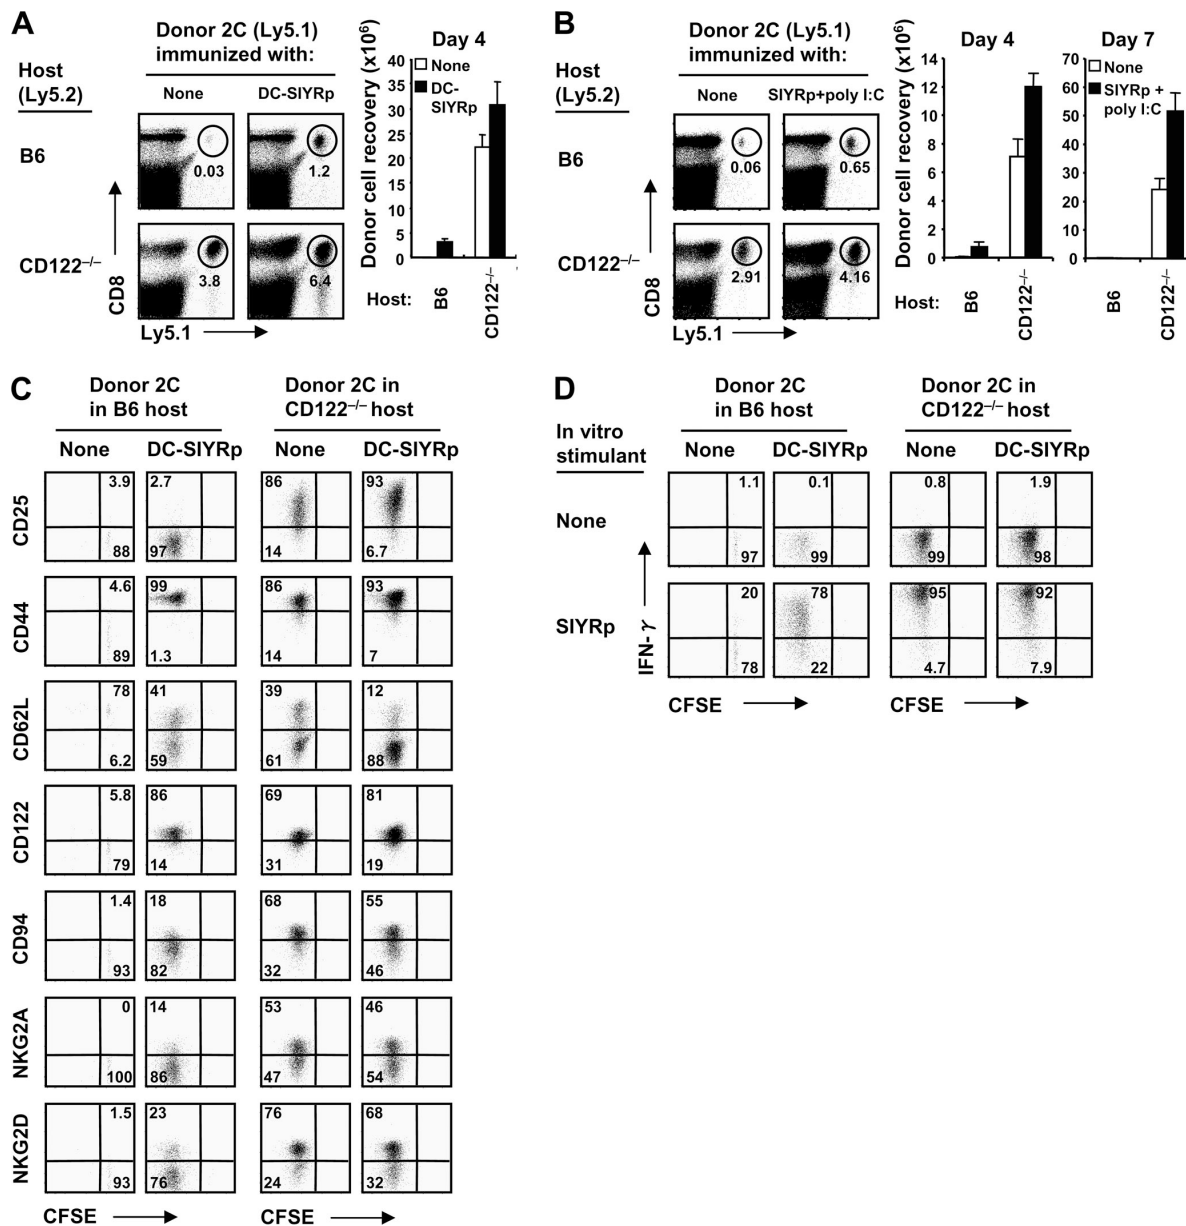 A
Donor 2C (Ly5.1)
immunized with:
Host
(Ly5.2)
None
DC-SIYRp
B6
0.03
1.2
CD122–/–
3.8
6.4
CD8
Ly5.1
Day 4
Donor cell recovery (x10⁶)
40
35
30
25
20
15
10
5
0
None
DC-
SIYRp
Host:
B6
CD122–/–
B
Donor 2C (Ly5.1)
immunized with:
Host
(Ly5.2)
None
SIYRp+poly I:C
B6
0.06
0.65
CD122–/–
2.91
4.16
CD8
Ly5.1
Donor cell recovery (x10⁶)
Day 4
14
12
10
8
6
4
2
0
Day 7
70
60
50
40
30
20
10
0
None
SIYRp +
poly I:C
Host:
B6
CD122–/–
B6
CD122–/–
C
Donor 2C
in B6 host
Donor 2C in
CD122–/– host
None
DC-SIYRp
None
DC-SIYRp
CD25
3.9
2.7
86
93
88
97
14
6.7
CD44
4.6
99
86
93
89
1.3
14
7
CD62L
78
41
39
12
6.2
59
61
88
CD122
5.8
86
69
81
79
14
31
19
CD94
1.4
18
68
55
93
82
32
46
NKG2A
0
14
53
46
100
86
47
54
NKG2D
1.5
23
76
68
93
76
24
32
CFSE
CFSE
D
Donor 2C
in B6 host
Donor 2C in
CD122–/– host
In vitro
stimulant
None
DC-SIYRp
None
DC-SIYRp
None
1.1
0.1
0.8
1.9
97
99
99
98
SIYRp
20
78
95
92
78
22
4.7
7.9
IFN-γ
CFSE
CFSE